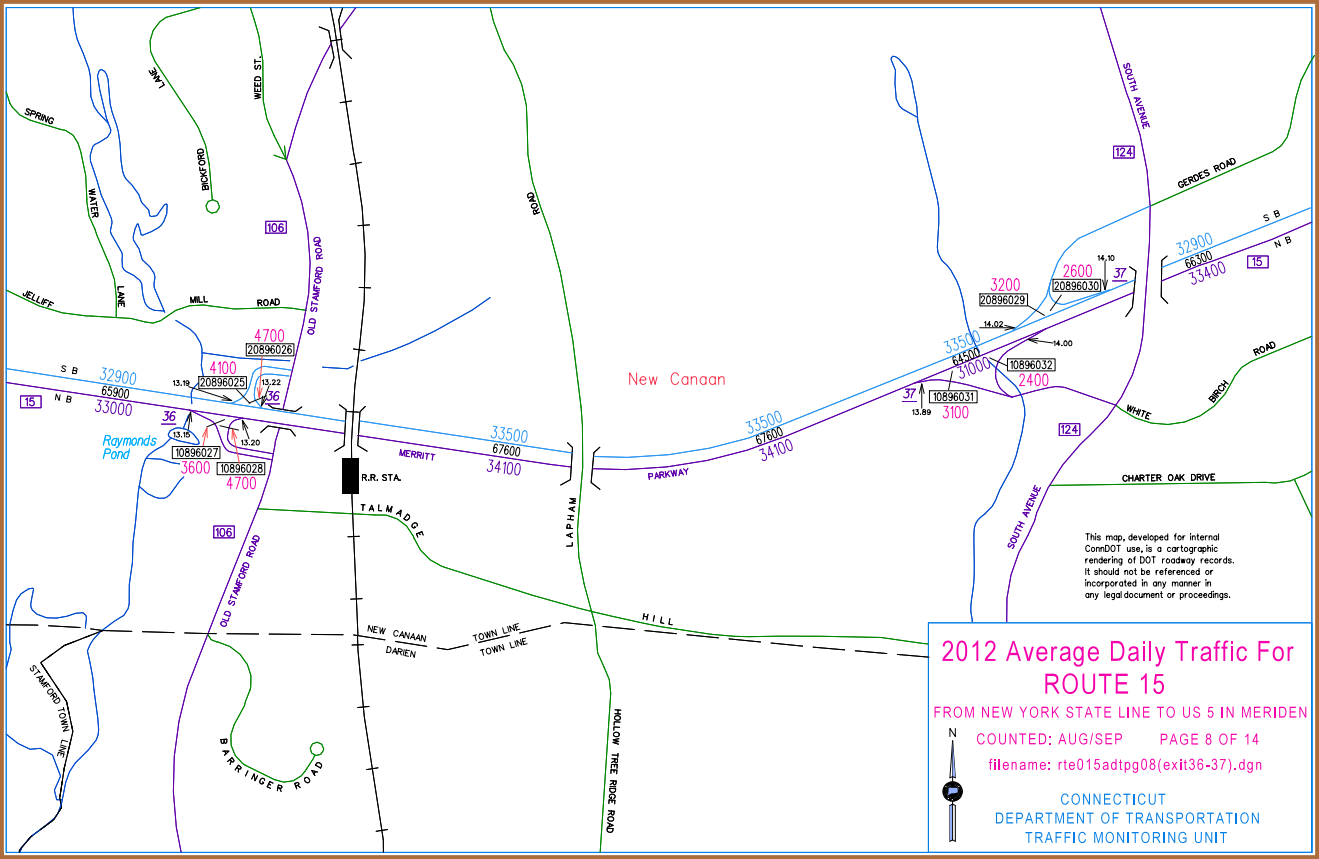 SPRING
WATER
LANE
LANE
BICKFORD
WEED ST.
106
OLD STAMFORD ROAD
JELLIFF
MILL
ROAD
S B
32900
65900
15
N B
33000
4700
20896026
4100
20896025
13.19
13.22
36
36
13.15
13.20
Raymonds
Pond
10896027
3600
10896028
4700
106
OLD STAMFORD ROAD
MERRITT
R.R. STA.
TALMADGE
33500
67600
34100
ROAD
LAPHAM
PARKWAY
New Canaan
33500
67600
34100
SOUTH AVENUE
124
GERDES ROAD
S B
32900
66300
N B
15
33400
14.10
37
2600
20896030
3200
20896029
14.02
33500
64500
31000
14.00
10896032
2400
37
10896031
13.89
3100
WHITE
BIRCH
ROAD
124
CHARTER OAK DRIVE
SOUTH AVENUE
HILL
NEW CANAAN
DARIEN
TOWN LINE
TOWN LINE
STAMFORD TOWN LINE
BARRINGER ROAD
HOLLOW TREE RIDGE ROAD
This map, developed for internal
ConnDOT use, is a cartographic
rendering of DOT roadway records.
It should not be referenced or
incorporated in any manner in
any legal document or proceedings.
2012 Average Daily Traffic For
ROUTE 15
FROM NEW YORK STATE LINE TO US 5 IN MERIDEN
COUNTED: AUG/SEP PAGE 8 OF 14
filename: rte015adtpg08(exit36-37).dgn
N
CONNECTICUT
DEPARTMENT OF TRANSPORTATION
TRAFFIC MONITORING UNIT